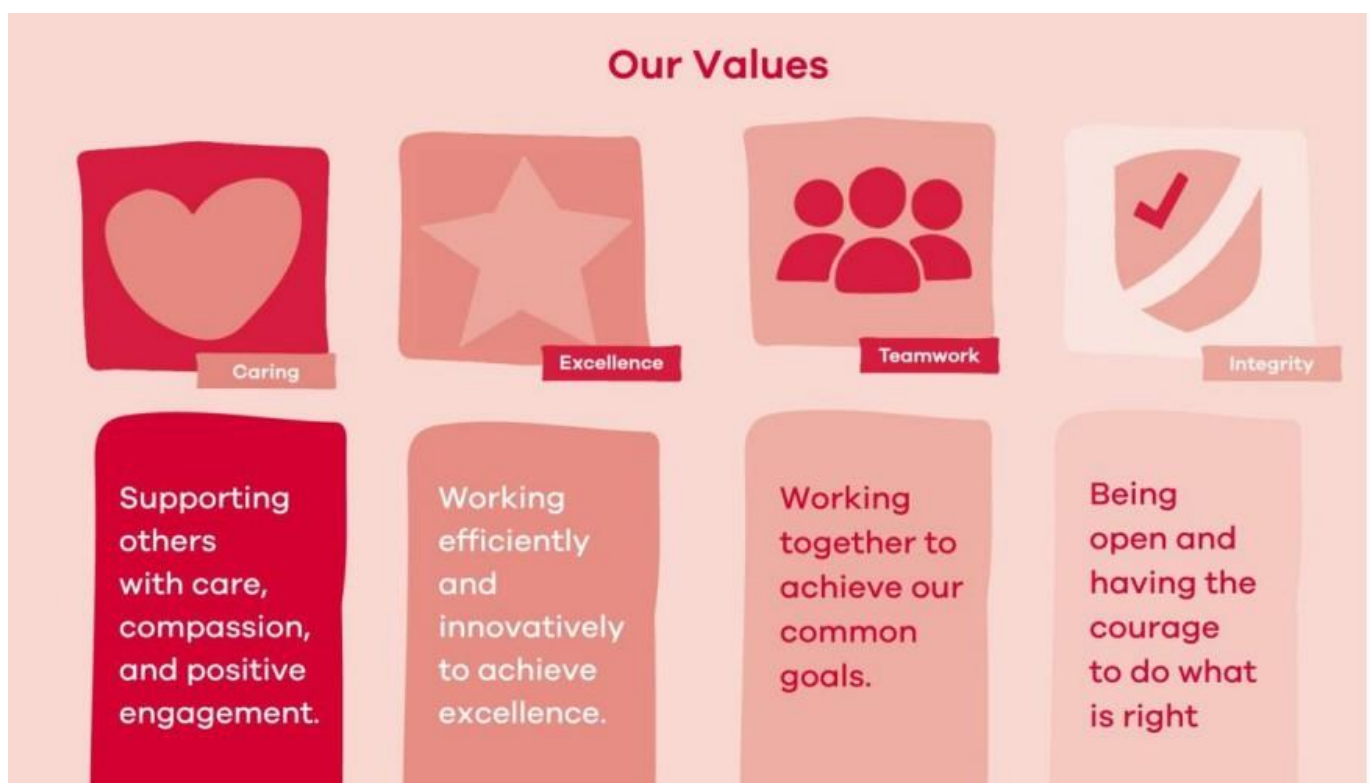 Our Values
Caring
Excellence
Teamwork
Integrity
Supporting
others
with care,
compassion,
and positive
engagement.
Working
efficiently
and
innovatively
to achieve
excellence.
Working
together to
achieve our
common
goals.
Being
open and
having the
courage
to do what
is right